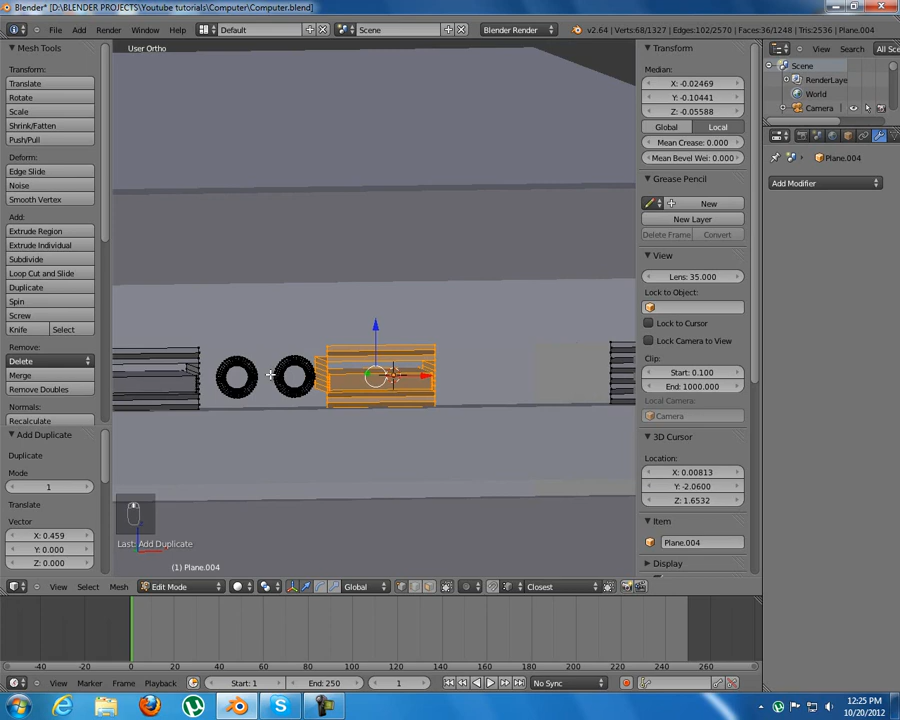 Blender* [D:\BLENDER PROJECTS\Youtube tutorials\Computer\Computer.blend]
File Add Render Window Help Default Scene Blender Render v2.64 | Verts:68/1327 | Edges:102/2570 | Faces:36/1248 | Tris:2536 | Plane.004
Mesh Tools
Transform:
Translate
Rotate
Scale
Shrink/Fatten
Push/Pull
Deform:
Edge Slide
Noise
Smooth Vertex
Add:
Extrude Region
Extrude Individual
Subdivide
Loop Cut and Slide
Duplicate
Spin
Screw
Knife Select
Remove:
Delete
Merge
Remove Doubles
Normals:
Recalculate
Add Duplicate
Duplicate
Mode
1
Translate
Vector
X: 0.459
Y: 0.000
Z: 0.000
User Ortho
Last: Add Duplicate
(1) Plane.004
Transform
Median:
X: -0.02469
Y: -0.10441
Z: -0.05588
Global Local
Mean Crease: 0.000
Mean Bevel Wei: 0.000
Grease Pencil
New
New Layer
Delete Frame Convert
View
Lens: 35.000
Lock to Object:
Lock to Cursor
Lock Camera to View
Clip:
Start: 0.100
End: 1000.000
Local Camera:
Camera
3D Cursor
Location:
X: 0.00813
Y: -2.0600
Z: 1.6532
Item
Plane.004
Display
View Search All Sce
Scene
RenderLaye
World
Camera
Plane.004
Add Modifier
View Select Mesh Edit Mode Global Closest
-40 -20 0 20 40 60 80 100 120 140 160 180 200 220 240 260
View Marker Frame Playback Start: 1 End: 250 1 No Sync
12:25 PM
10/20/2012